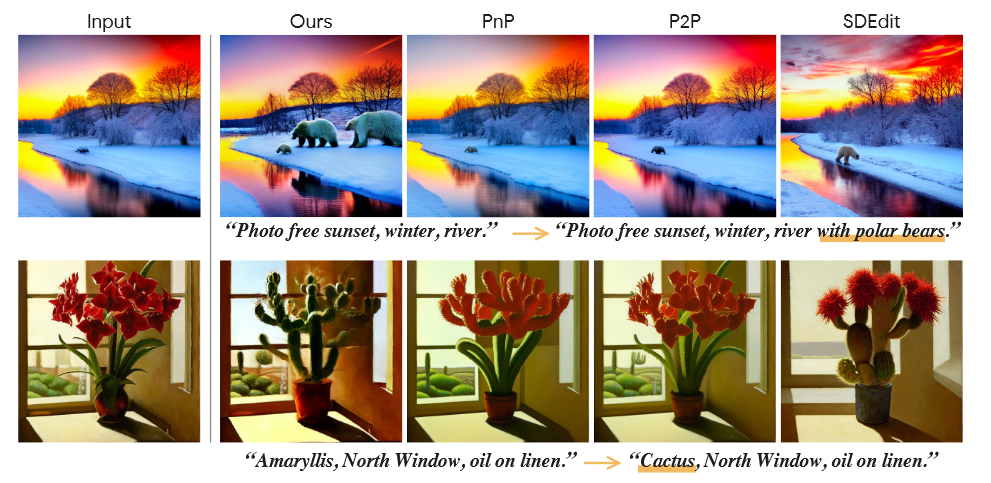 Input Ours PnP P2P SDEdit
“Photo free sunset, winter, river.” → “Photo free sunset, winter, river with polar bears.”
“Amaryllis, North Window, oil on linen.” → “Cactus, North Window, oil on linen.”